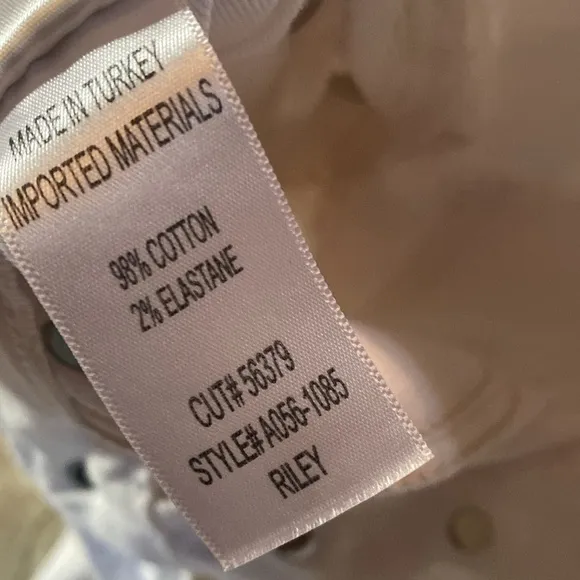 MADE IN TURKEY
IMPORTED MATERIALS
98% COTTON
2% ELASTANE
CUT# 56379
STYLE# A056-1085
RILEY